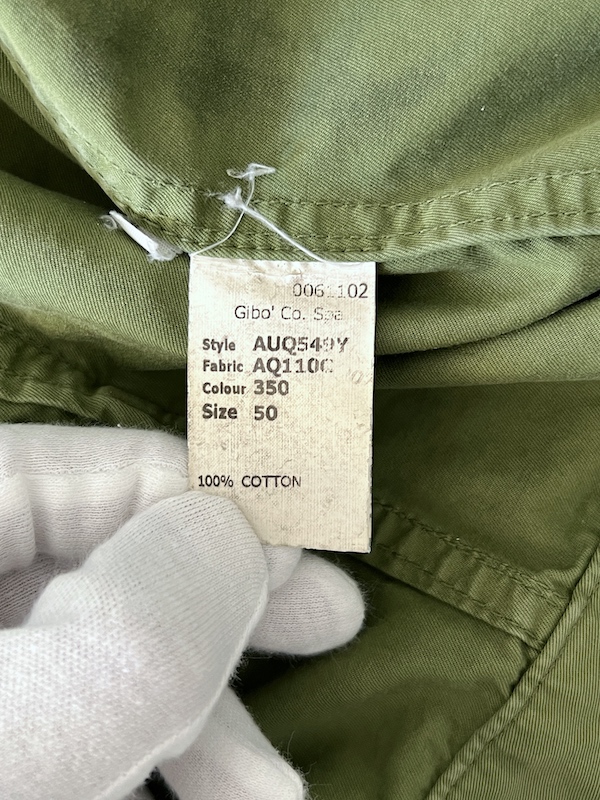 0061102
Gibo' Co. Spa
Style AUQ549Y
Fabric AQ110C
Colour 350
Size 50
100% COTTON